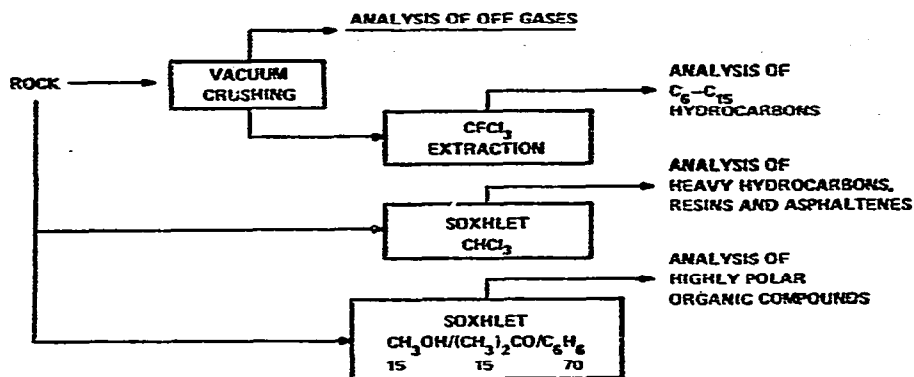 ANALYSIS OF OFF GASES
ROCK
VACUUM
CRUSHING
ANALYSIS OF
C6–C15
HYDROCARBONS
CFCl3
EXTRACTION
ANALYSIS OF
HEAVY HYDROCARBONS,
RESINS AND ASPHALTENES
SOXHLET
CHCl3
ANALYSIS OF
HIGHLY POLAR
ORGANIC COMPOUNDS
SOXHLET
CH3OH/(CH3)2CO/C6H6
15 15 70